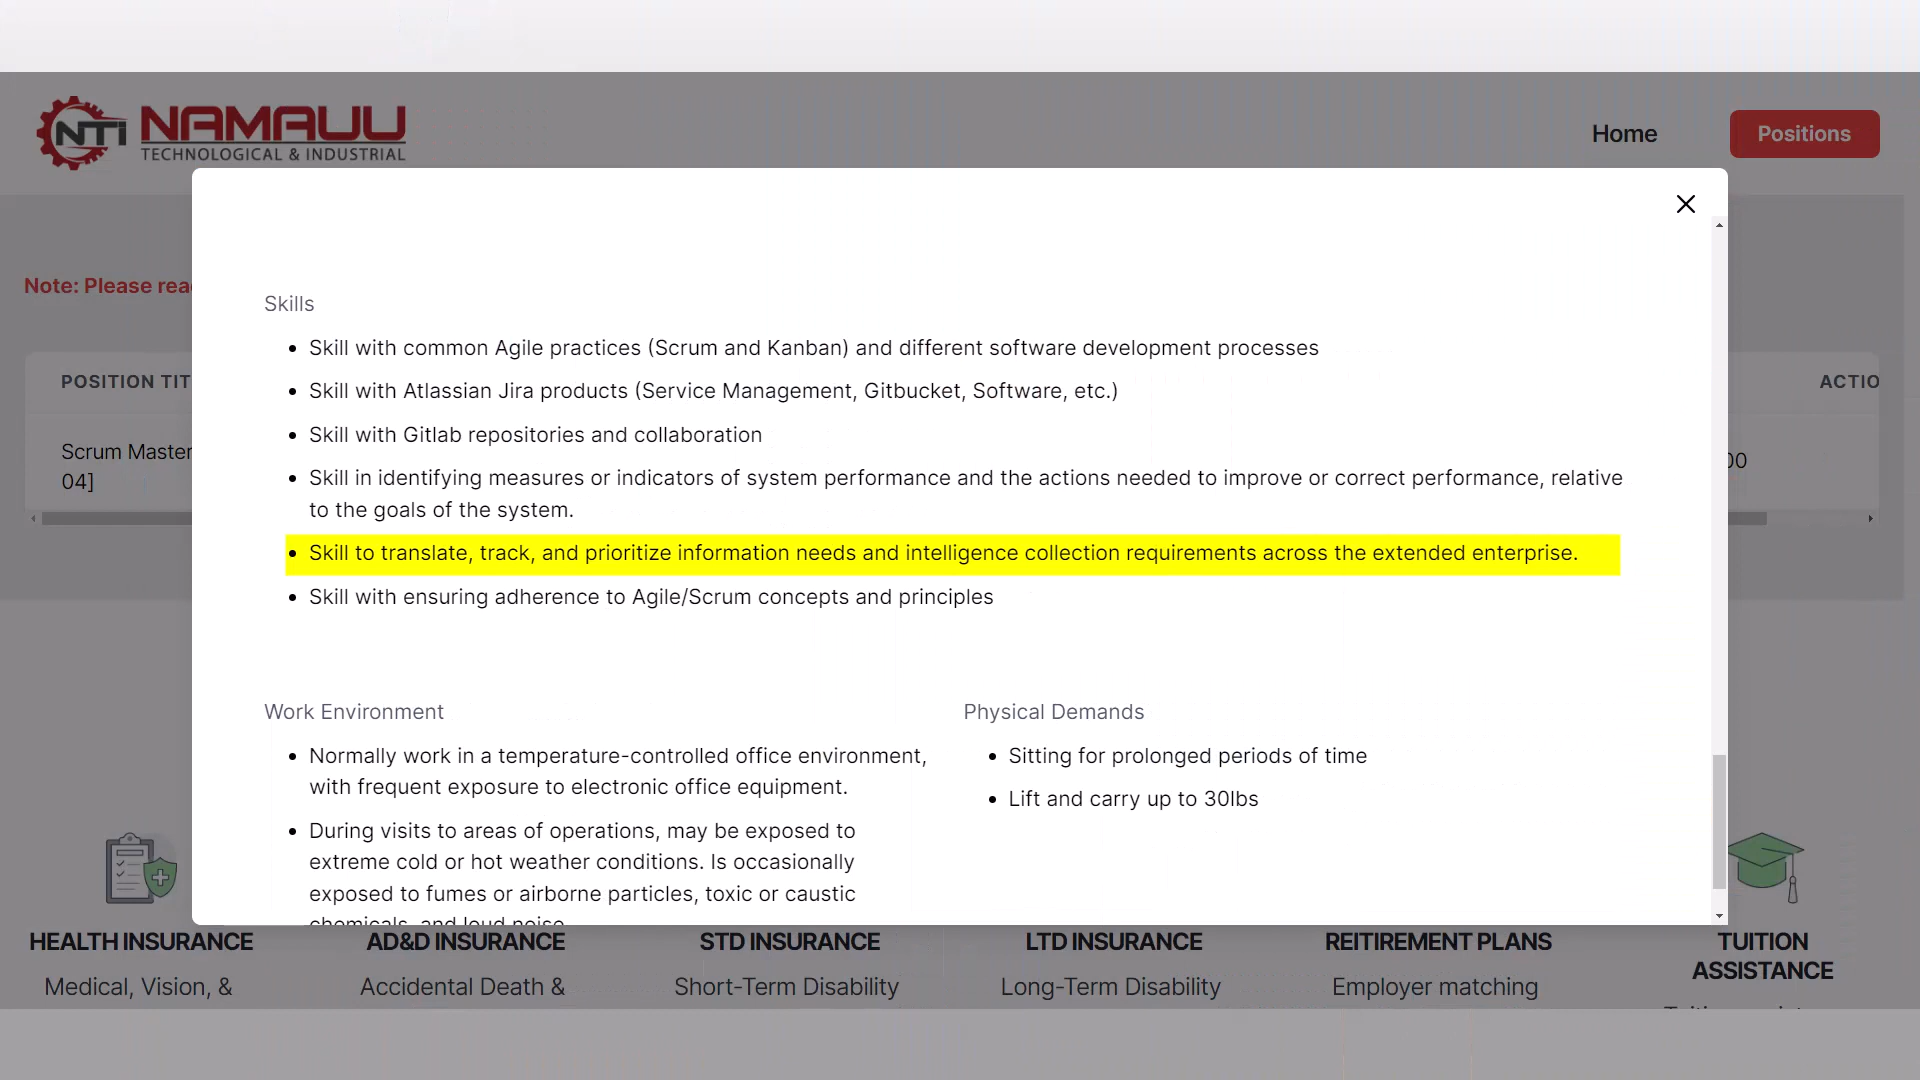 NTI NAMAUU
TECHNOLOGICAL & INDUSTRIAL
Home
Positions
Note: Please rea
POSITION TIT
ACTIO
Scrum Master
04]
00
Skills
Skill with common Agile practices (Scrum and Kanban) and different software development processes
Skill with Atlassian Jira products (Service Management, Gitbucket, Software, etc.)
Skill with Gitlab repositories and collaboration
Skill in identifying measures or indicators of system performance and the actions needed to improve or correct performance, relative
to the goals of the system.
Skill to translate, track, and prioritize information needs and intelligence collection requirements across the extended enterprise.
Skill with ensuring adherence to Agile/Scrum concepts and principles
Work Environment
Normally work in a temperature-controlled office environment,
with frequent exposure to electronic office equipment.
During visits to areas of operations, may be exposed to
extreme cold or hot weather conditions. Is occasionally
exposed to fumes or airborne particles, toxic or caustic
chemicals, and loud noise.
Physical Demands
Sitting for prolonged periods of time
Lift and carry up to 30lbs
HEALTH INSURANCE
Medical, Vision, &
AD&D INSURANCE
Accidental Death &
STD INSURANCE
Short-Term Disability
LTD INSURANCE
Long-Term Disability
REITIREMENT PLANS
Employer matching
TUITION
ASSISTANCE